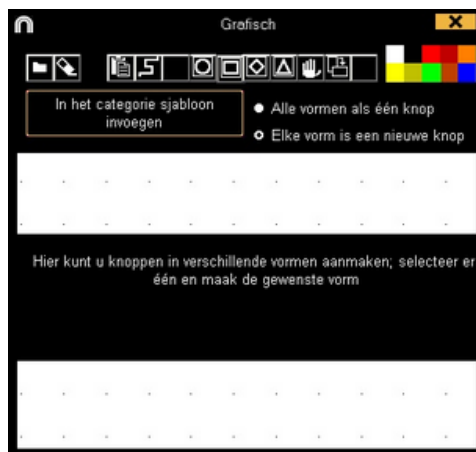 Grafisch
In het categorie sjabloon
invoegen
Alle vormen als één knop
Elke vorm is een nieuwe knop
Hier kunt u knoppen in verschillende vormen aanmaken; selecteer er
één en maak de gewenste vorm